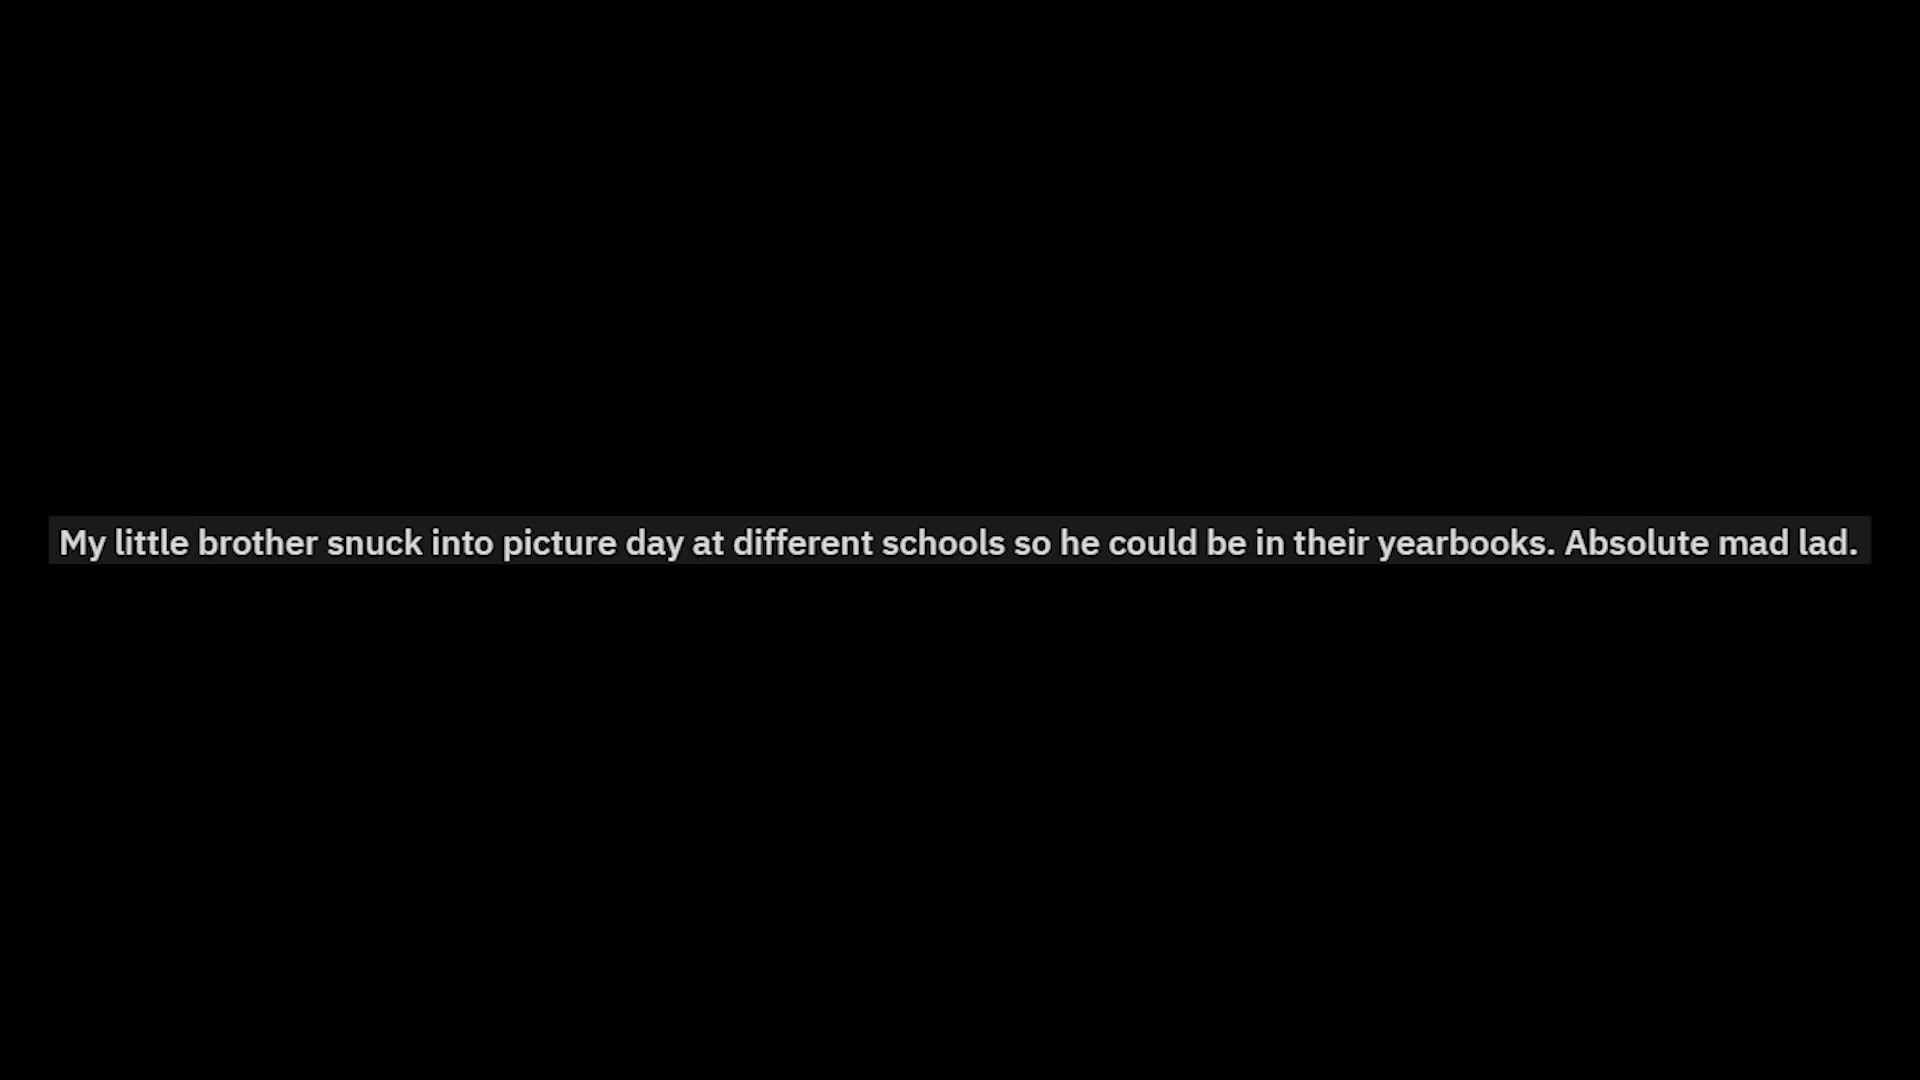 My little brother snuck into picture day at different schools so he could be in their yearbooks. Absolute mad lad.